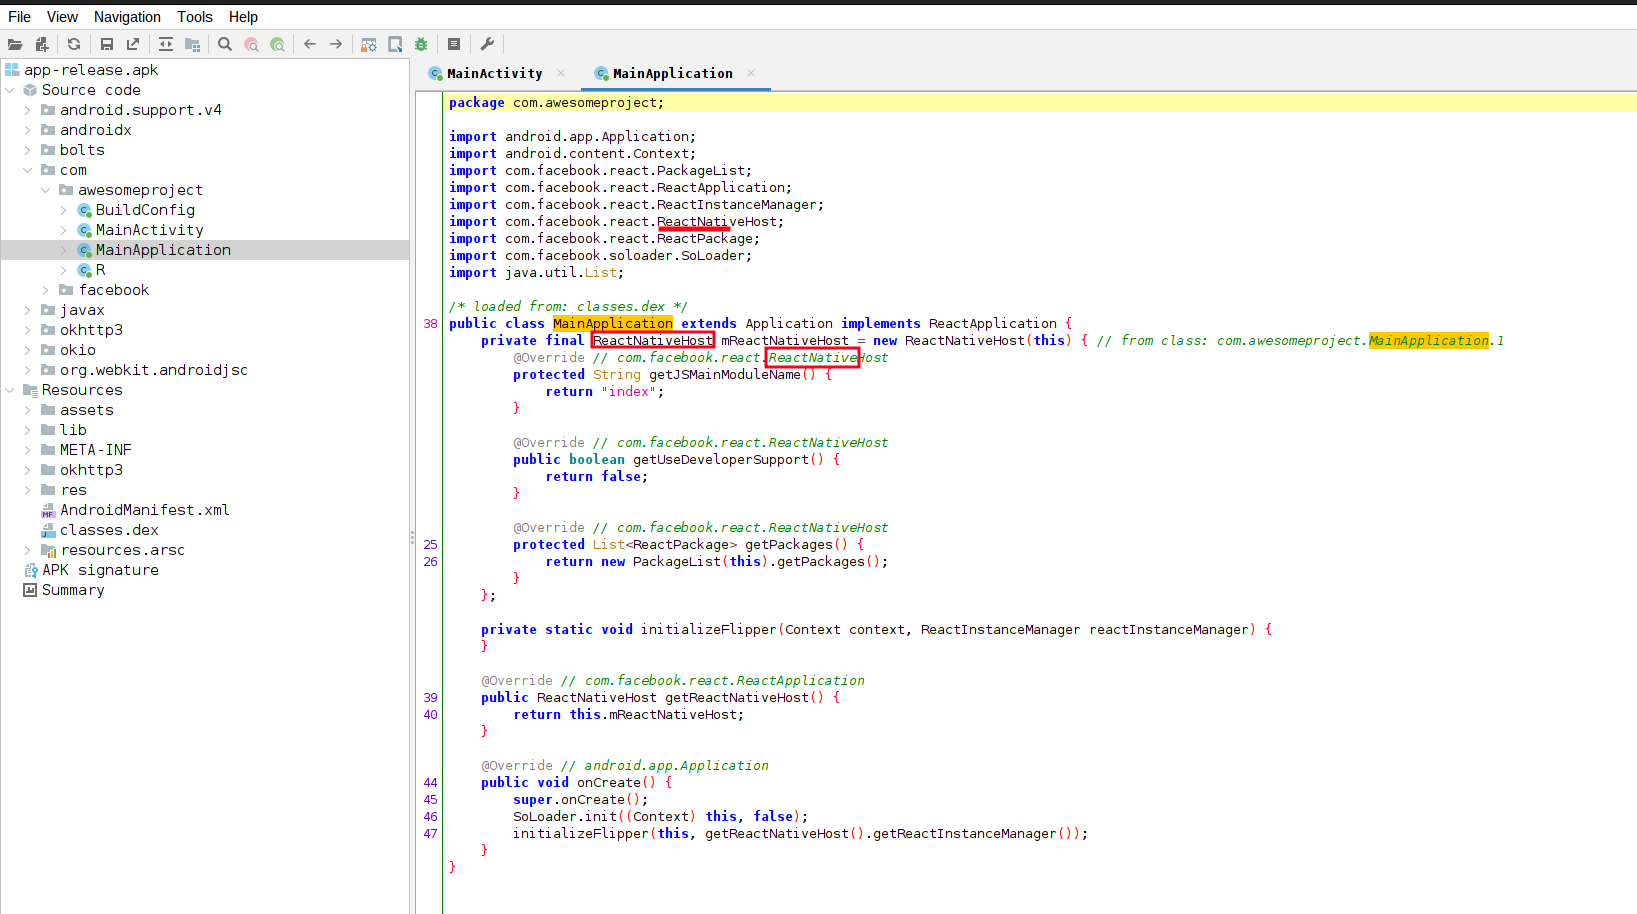 File View Navigation Tools Help
app-release.apk
Source code
android.support.v4
androidx
bolts
com
awesomeproject
BuildConfig
MainActivity
MainApplication
R
facebook
javax
okhttp3
okio
org.webkit.androidjsc
Resources
assets
lib
META-INF
okhttp3
res
AndroidManifest.xml
classes.dex
resources.arsc
APK signature
Summary
MainActivity MainApplication
package com.awesomeproject;
import android.app.Application;
import android.content.Context;
import com.facebook.react.PackageList;
import com.facebook.react.ReactApplication;
import com.facebook.react.ReactInstanceManager;
import com.facebook.react.ReactNativeHost;
import com.facebook.react.ReactPackage;
import com.facebook.soloader.SoLoader;
import java.util.List;
/* loaded from: classes.dex */
38 public class MainApplication extends Application implements ReactApplication {
private final ReactNativeHost mReactNativeHost = new ReactNativeHost(this) { // from class: com.awesomeproject.MainApplication.1
@Override // com.facebook.react.ReactNativeHost
protected String getJSMainModuleName() {
return "index";
}
@Override // com.facebook.react.ReactNativeHost
public boolean getUseDeveloperSupport() {
return false;
}
@Override // com.facebook.react.ReactNativeHost
25 protected List<ReactPackage> getPackages() {
26 return new PackageList(this).getPackages();
}
};
private static void initializeFlipper(Context context, ReactInstanceManager reactInstanceManager) {
}
@Override // com.facebook.react.ReactApplication
39 public ReactNativeHost getReactNativeHost() {
40 return this.mReactNativeHost;
}
@Override // android.app.Application
44 public void onCreate() {
45 super.onCreate();
46 SoLoader.init((Context) this, false);
47 initializeFlipper(this, getReactNativeHost().getReactInstanceManager());
}
}